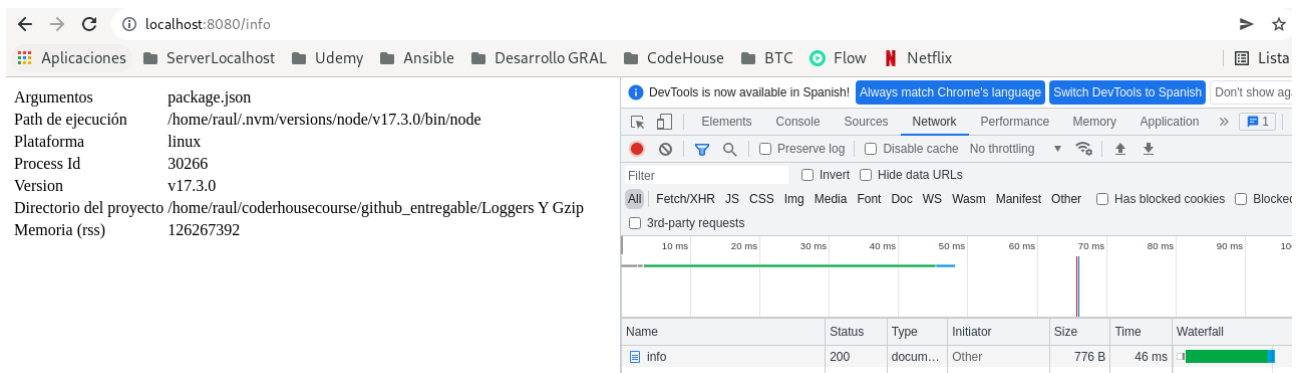 localhost:8080/info
Aplicaciones ServerLocalhost Udemy Ansible Desarrollo GRAL CodeHouse BTC Flow Netflix Lista
Argumentos package.json
Path de ejecución /home/raul/.nvm/versions/node/v17.3.0/bin/node
Plataforma linux
Process Id 30266
Version v17.3.0
Directorio del proyecto /home/raul/coderhousecourse/github_entregable/Loggers Y Gzip
Memoria (rss) 126267392
DevTools is now available in Spanish! Always match Chrome's language Switch DevTools to Spanish Don't show aga
Elements Console Sources Network Performance Memory Application » 1
Preserve log Disable cache No throttling
Filter Invert Hide data URLs
All Fetch/XHR JS CSS Img Media Font Doc WS Wasm Manifest Other Has blocked cookies Blocked
3rd-party requests
10 ms 20 ms 30 ms 40 ms 50 ms 60 ms 70 ms 80 ms 90 ms 10
Name Status Type Initiator Size Time Waterfall
info 200 docum... Other 776 B 46 ms